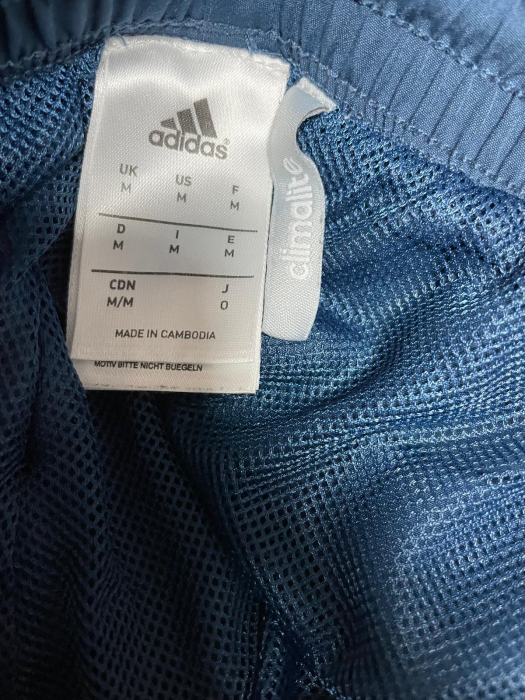 adidas
UK US F
M M M
D I E
M M M
CDN J
M/M O
MADE IN CAMBODIA
MOTIV BITTE NICHT BUEGELN
climalite